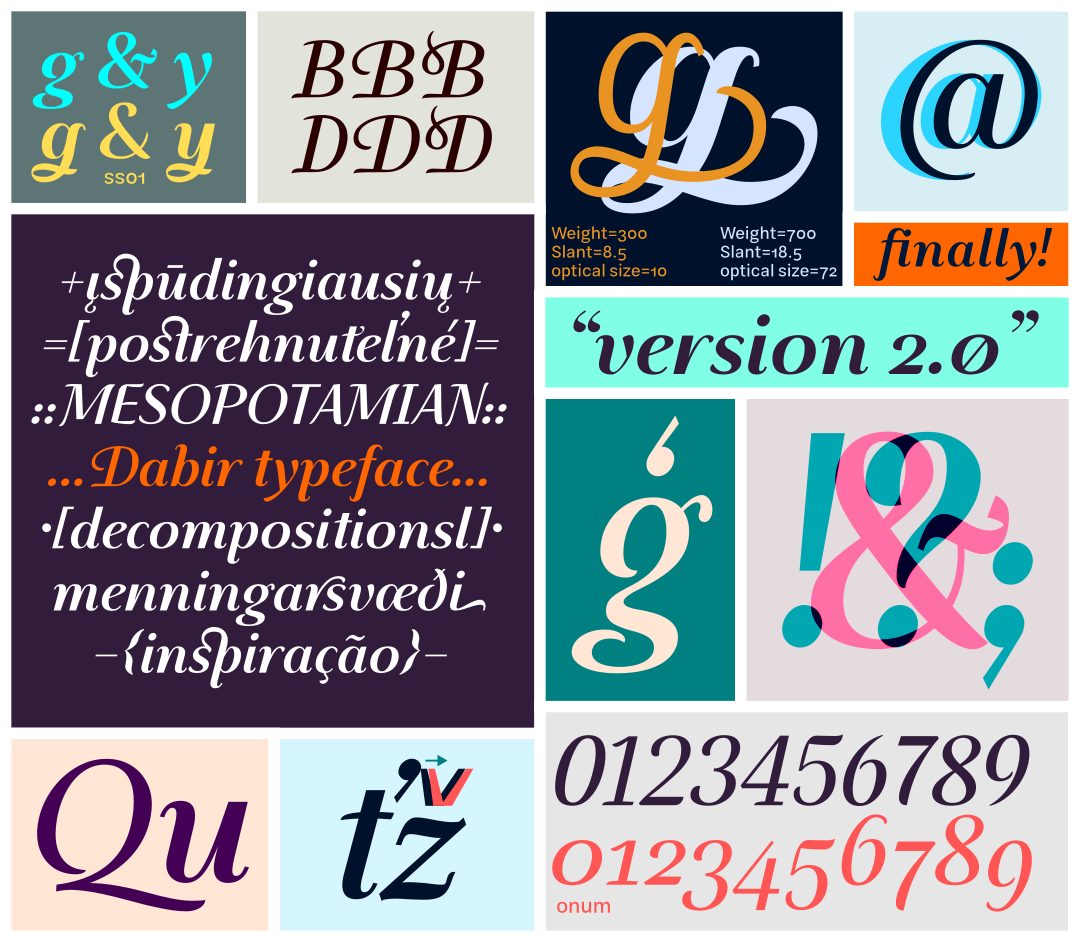 g & y
g & y
ss01
BBB
DDD
g g
Weight=300
Slant=8.5
optical size=10
Weight=700
Slant=18.5
optical size=72
@
finally!
+įspūdingiausių+
=[postrehnuteľné]=
::MESOPOTAMIAN::
...Dabir typeface...
·[decompositionsl]·
menningarsvæði
–{inspiração}–
“version 2.0”
ģ
!&?;
Qu
ťž
0123456789
0123456789
onum